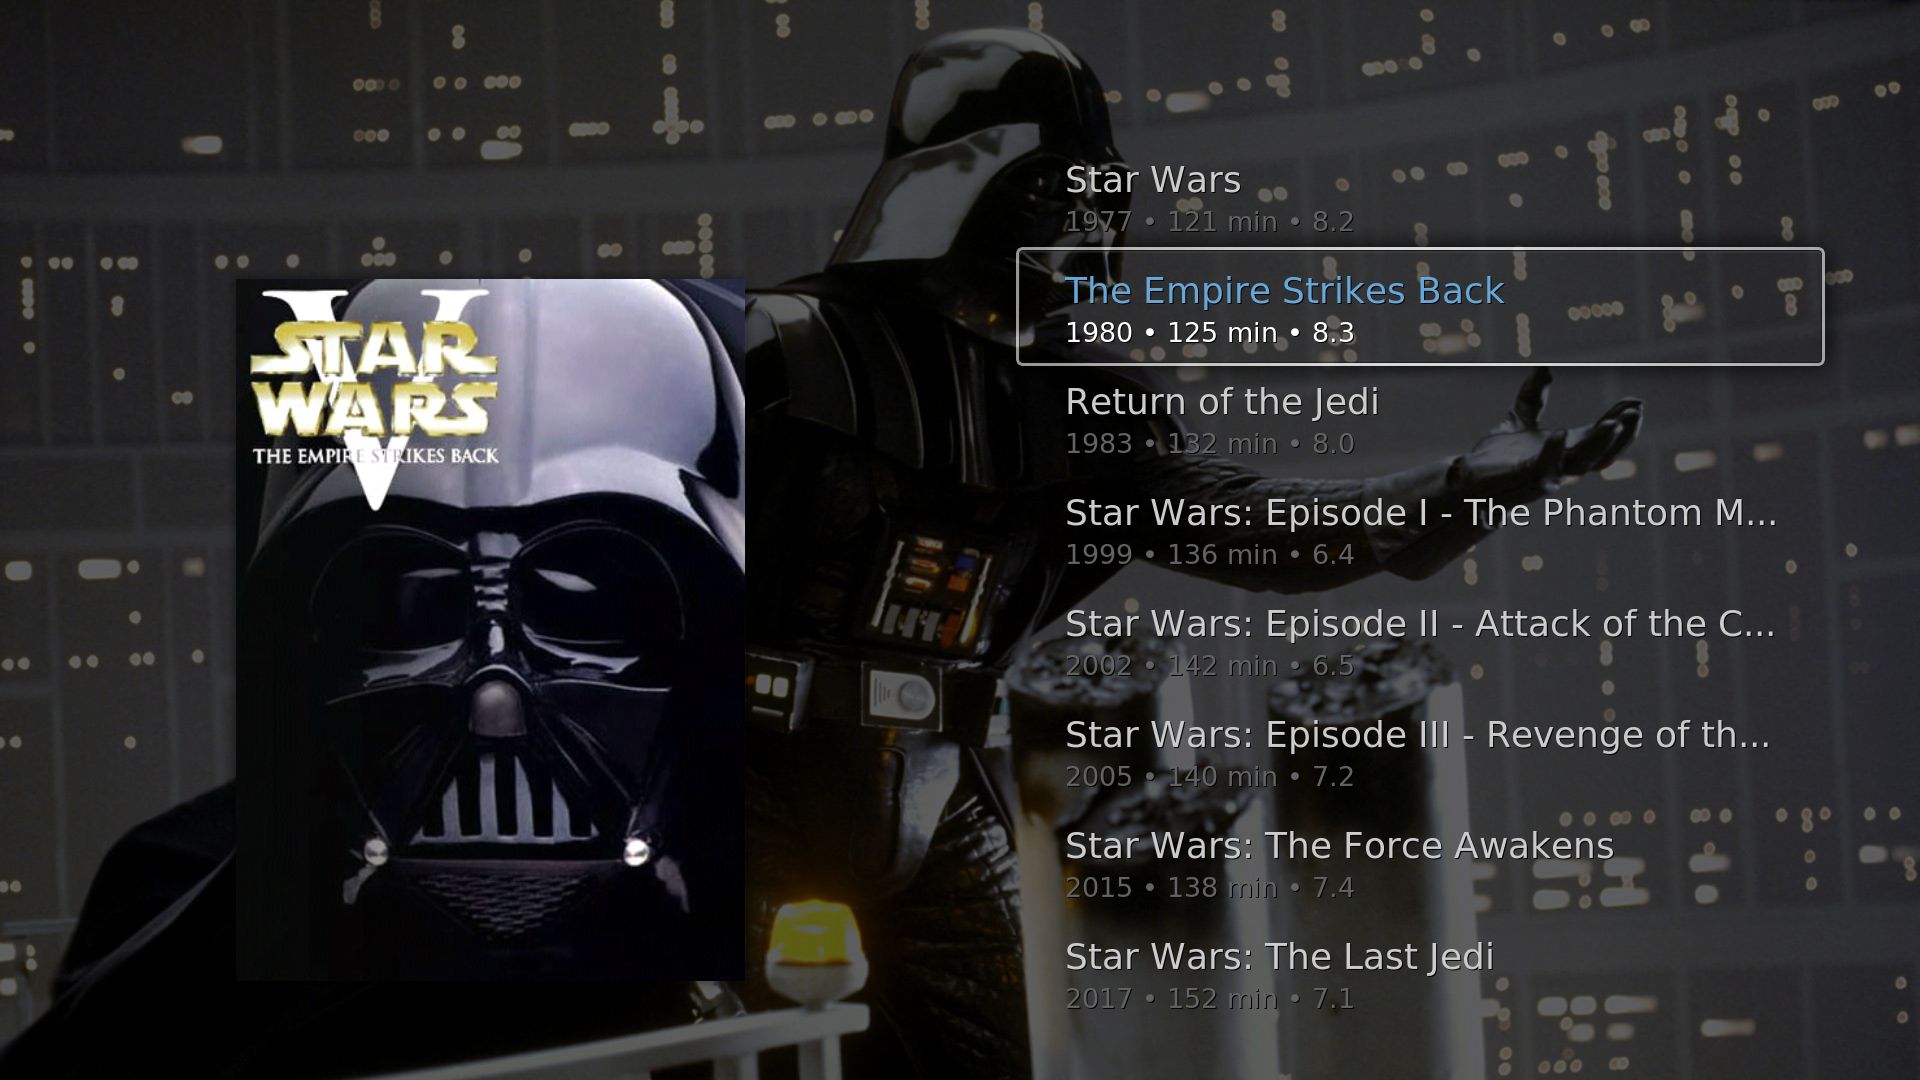 V
STAR
WARS
THE EMPIRE STRIKES BACK
Star Wars
1977 • 121 min • 8.2
The Empire Strikes Back
1980 • 125 min • 8.3
Return of the Jedi
1983 • 132 min • 8.0
Star Wars: Episode I - The Phantom M...
1999 • 136 min • 6.4
Star Wars: Episode II - Attack of the C...
2002 • 142 min • 6.5
Star Wars: Episode III - Revenge of th...
2005 • 140 min • 7.2
Star Wars: The Force Awakens
2015 • 138 min • 7.4
Star Wars: The Last Jedi
2017 • 152 min • 7.1